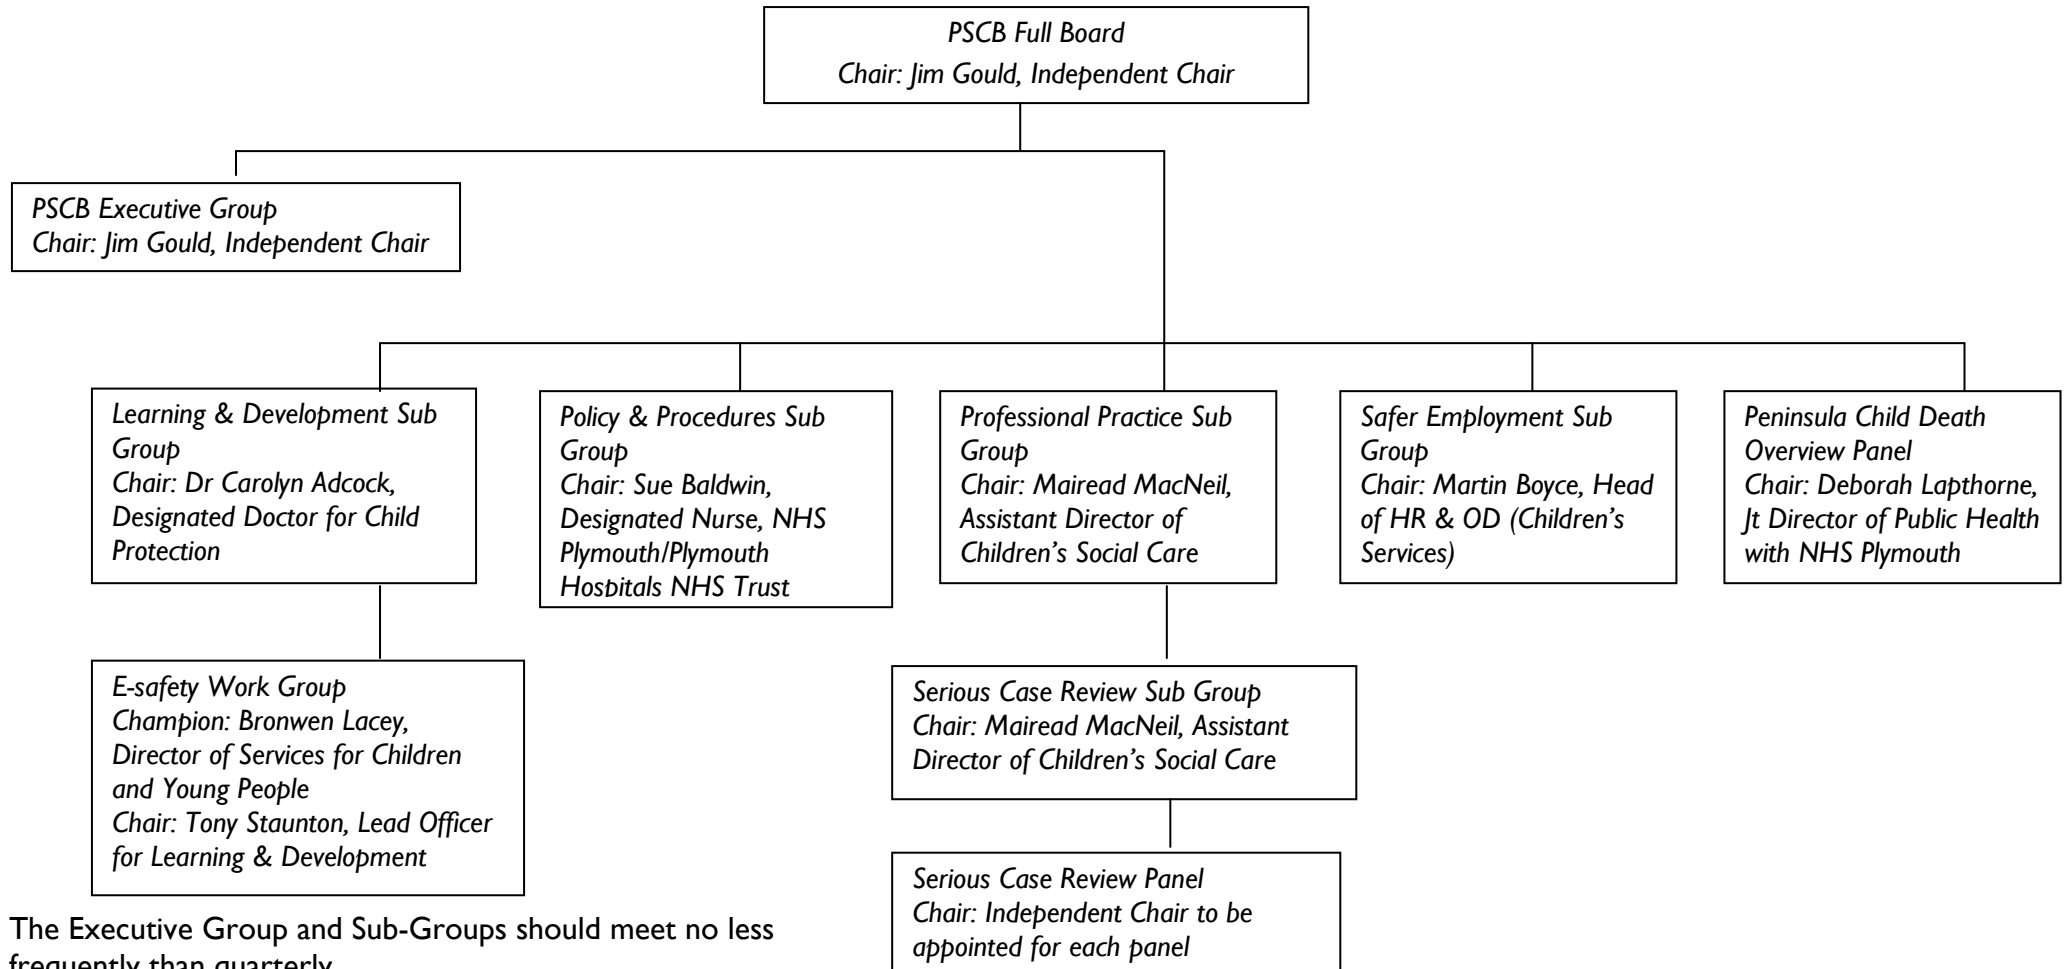 PSCB Full Board
Chair: Jim Gould, Independent Chair
PSCB Executive Group
Chair: Jim Gould, Independent Chair
Learning & Development Sub
Group
Chair: Dr Carolyn Adcock,
Designated Doctor for Child
Protection
Policy & Procedures Sub
Group
Chair: Sue Baldwin,
Designated Nurse, NHS
Plymouth/Plymouth
Hospitals NHS Trust
Professional Practice Sub
Group
Chair: Mairead MacNeil,
Assistant Director of
Children’s Social Care
Safer Employment Sub
Group
Chair: Martin Boyce, Head
of HR & OD (Children’s
Services)
Peninsula Child Death
Overview Panel
Chair: Deborah Lapthorne,
Jt Director of Public Health
with NHS Plymouth
E-safety Work Group
Champion: Bronwen Lacey,
Director of Services for Children
and Young People
Chair: Tony Staunton, Lead Officer
for Learning & Development
Serious Case Review Sub Group
Chair: Mairead MacNeil, Assistant
Director of Children’s Social Care
Serious Case Review Panel
Chair: Independent Chair to be
appointed for each panel
The Executive Group and Sub-Groups should meet no less
frequently than quarterly